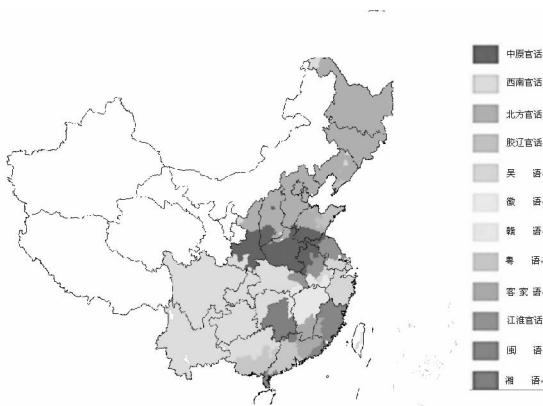 中原官话
西南官话
北方官话
胶辽官话
吴 语
徽 语
赣 语
粤 语
客 家 语
江淮官话
闽 语
湘 语